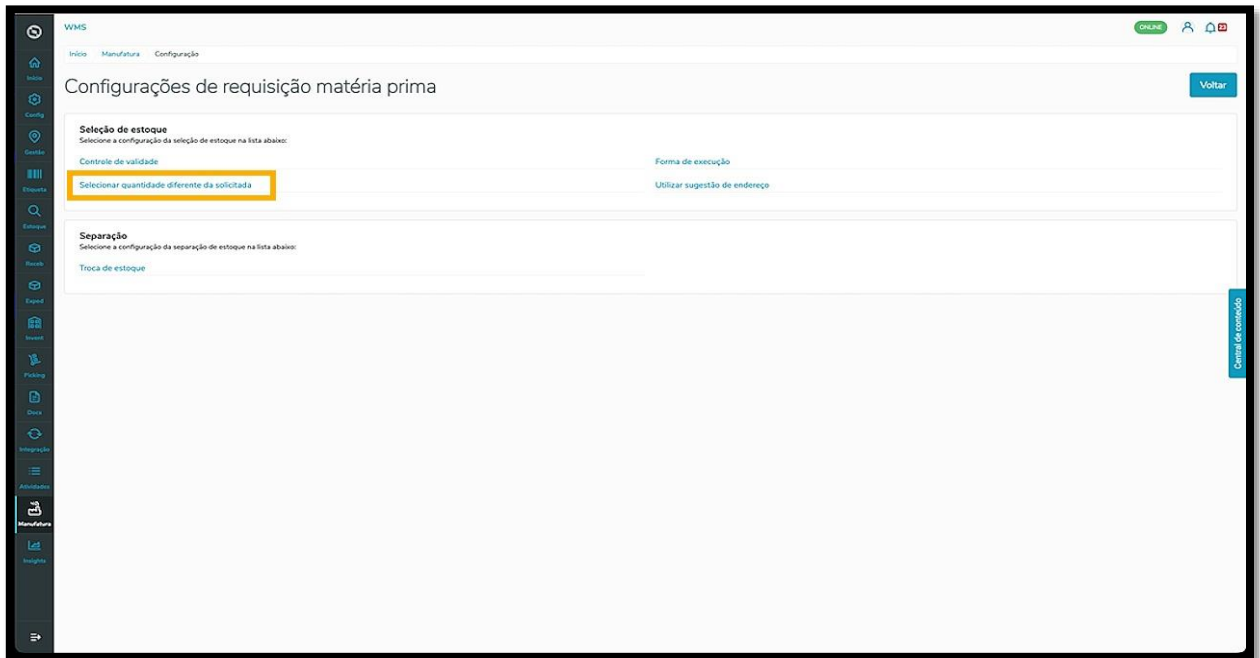 WMS
ONLINE
23
Início Manufatura Configuração
Configurações de requisição matéria prima
Voltar
Seleção de estoque
Selecione a configuração da seleção de estoque na lista abaixo:
Controle de validade
Forma de execução
Selecionar quantidade diferente da solicitada
Utilizar sugestão de endereço
Separação
Selecione a configuração da separação de estoque na lista abaixo:
Troca de estoque
Central de conteúdo
Início
Config
Gestão
Etiqueta
Estoque
Receb
Exped
Invent
Picking
Docs
Integração
Atividades
Manufatura
Insights